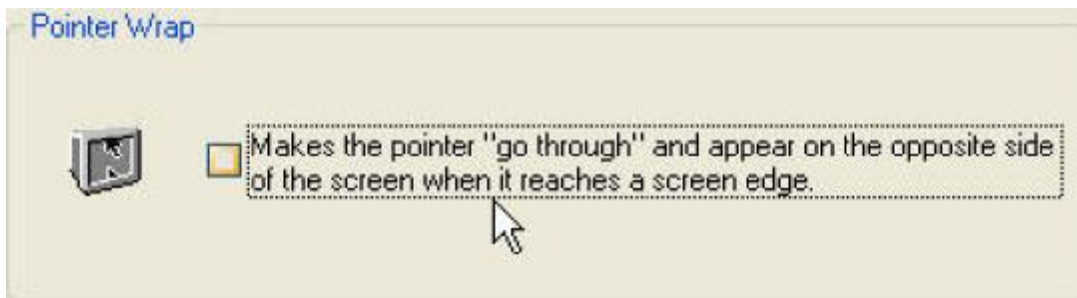 Pointer Wrap
Makes the pointer "go through" and appear on the opposite side
of the screen when it reaches a screen edge.